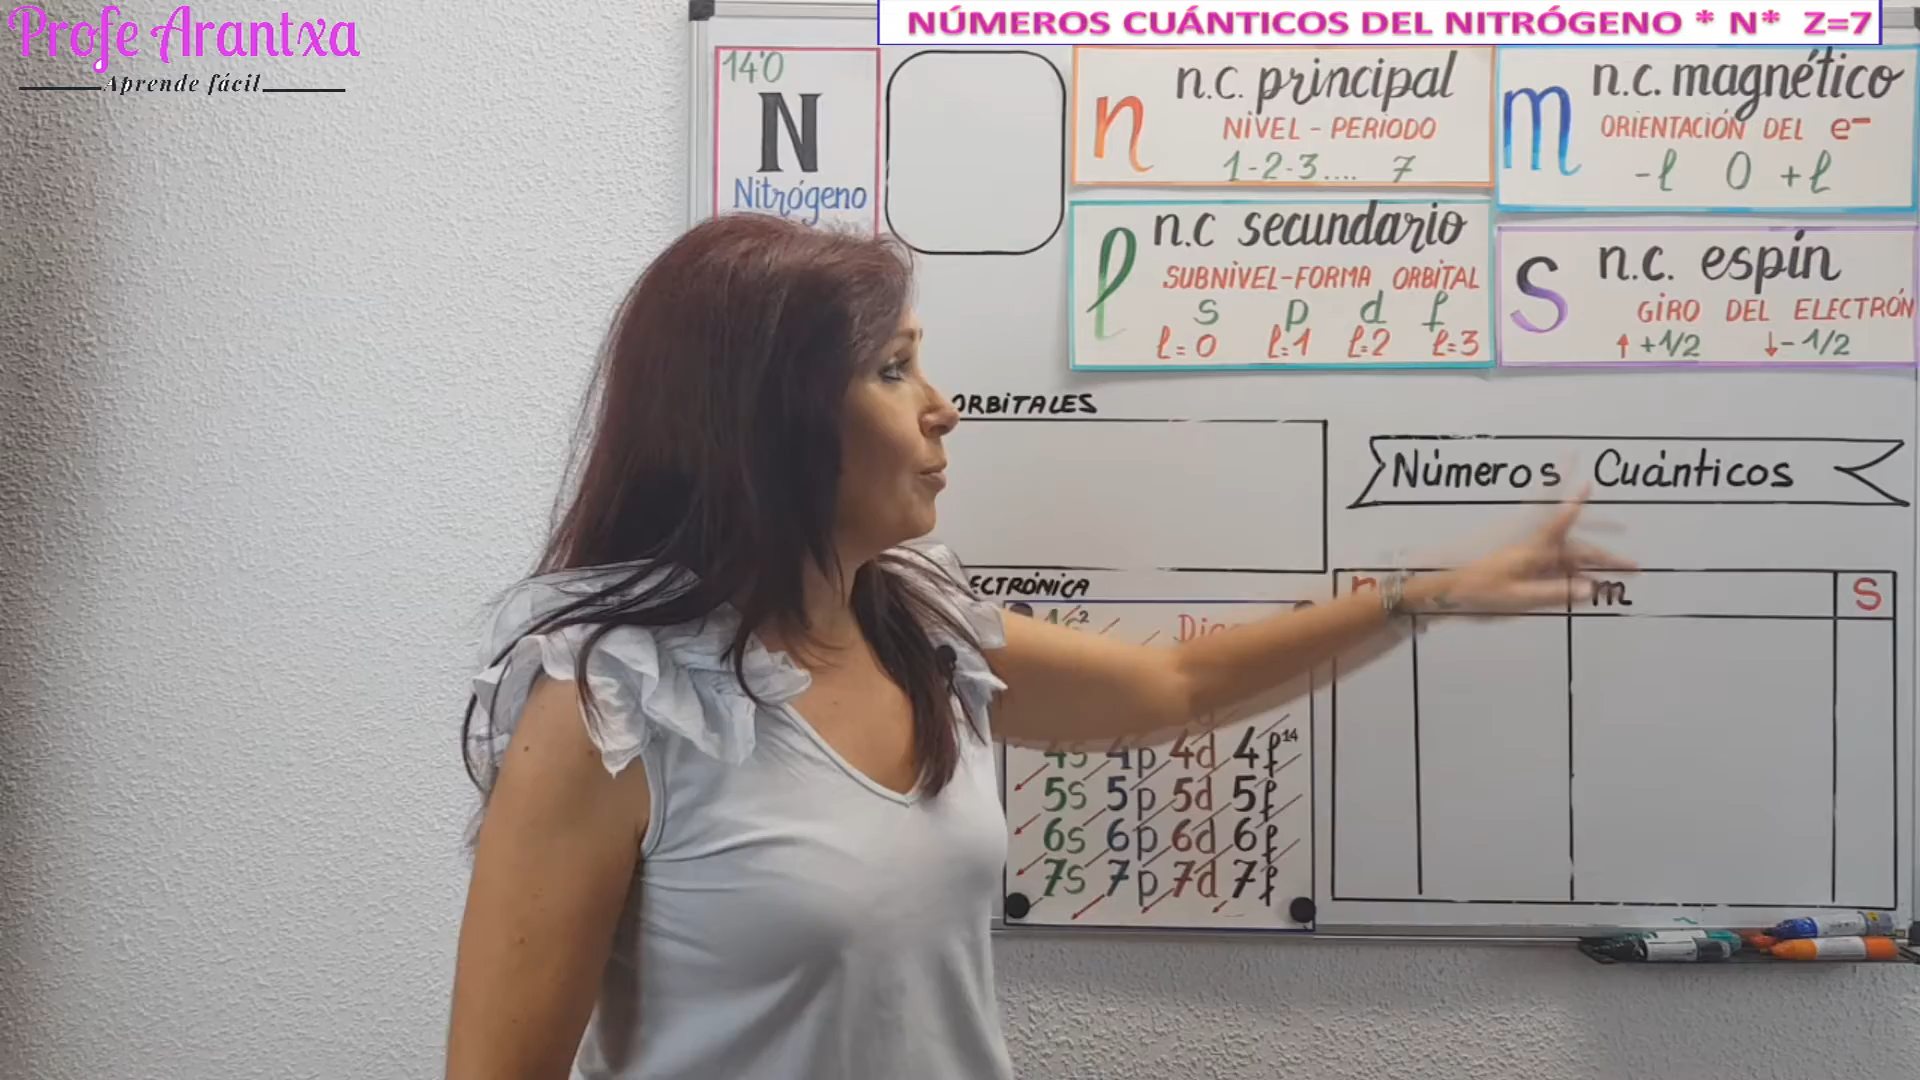 Profe Arantxa
Aprende fácil
NÚMEROS CUÁNTICOS DEL NITRÓGENO * N* Z=7
14'0
N
Nitrógeno
n n.c. principal
NIVEL - PERIODO
1-2-3.... 7
m n.c. magnético
ORIENTACIÓN DEL e-
-l 0 +l
l n.c secundario
SUBNIVEL-FORMA ORBITAL
s p d f
l=0 l=1 l=2 l=3
s n.c. espín
GIRO DEL ELECTRÓN
↑+1/2 ↓-1/2
ORBITALES
Números Cuánticos
ECTRÓNICA
n m s
4s 4p 4d 4f14
5s 5p 5d 5f
6s 6p 6d 6f
7s 7p 7d 7f